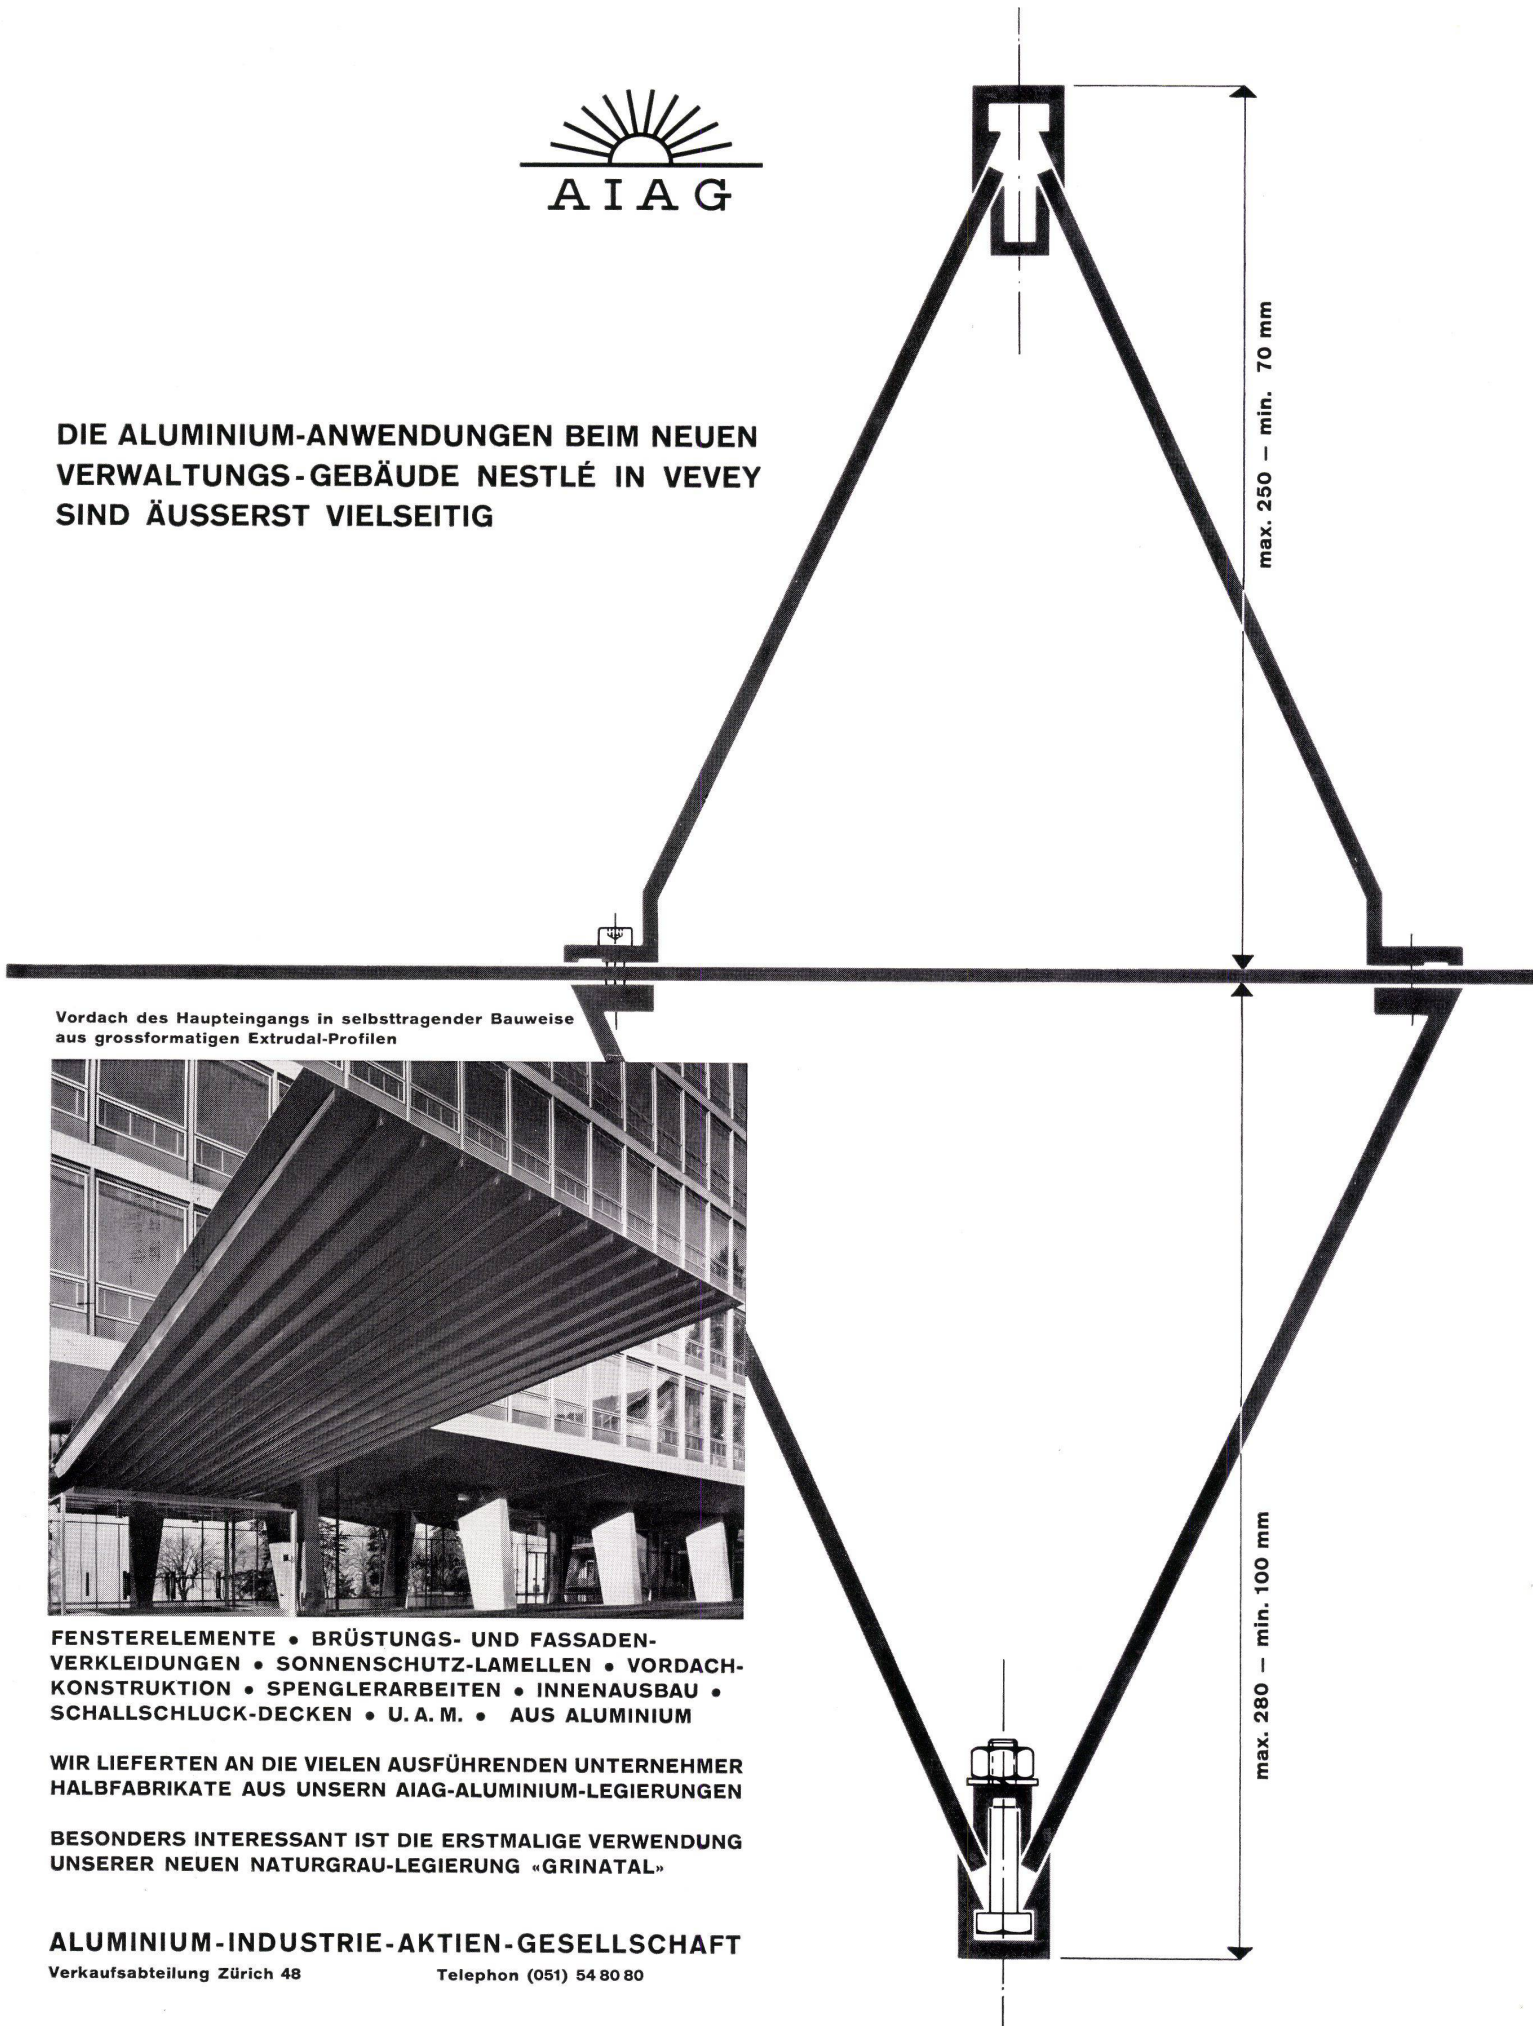 AIAG
DIE ALUMINIUM-ANWENDUNGEN BEIM NEUEN
VERWALTUNGS-GEBÄUDE NESTLÉ IN VEVEY
SIND ÄUSSERST VIELSEITIG
max. 250 – min. 70 mm
Vordach des Haupteingangs in selbsttragender Bauweise
aus grossformatigen Extrudal-Profilen
max. 280 – min. 100 mm
FENSTERELEMENTE • BRÜSTUNGS- UND FASSADEN-
VERKLEIDUNGEN • SONNENSCHUTZ-LAMELLEN • VORDACH-
KONSTRUKTION • SPENGLERARBEITEN • INNENAUSBAU •
SCHALLSCHLUCK-DECKEN • U. A. M. • AUS ALUMINIUM
WIR LIEFERTEN AN DIE VIELEN AUSFÜHRENDEN UNTERNEHMER
HALBFABRIKATE AUS UNSERN AIAG-ALUMINIUM-LEGIERUNGEN
BESONDERS INTERESSANT IST DIE ERSTMALIGE VERWENDUNG
UNSERER NEUEN NATURGRAU-LEGIERUNG «GRINATAL»
ALUMINIUM-INDUSTRIE-AKTIEN-GESELLSCHAFT
Verkaufsabteilung Zürich 48 Telephon (051) 54 80 80